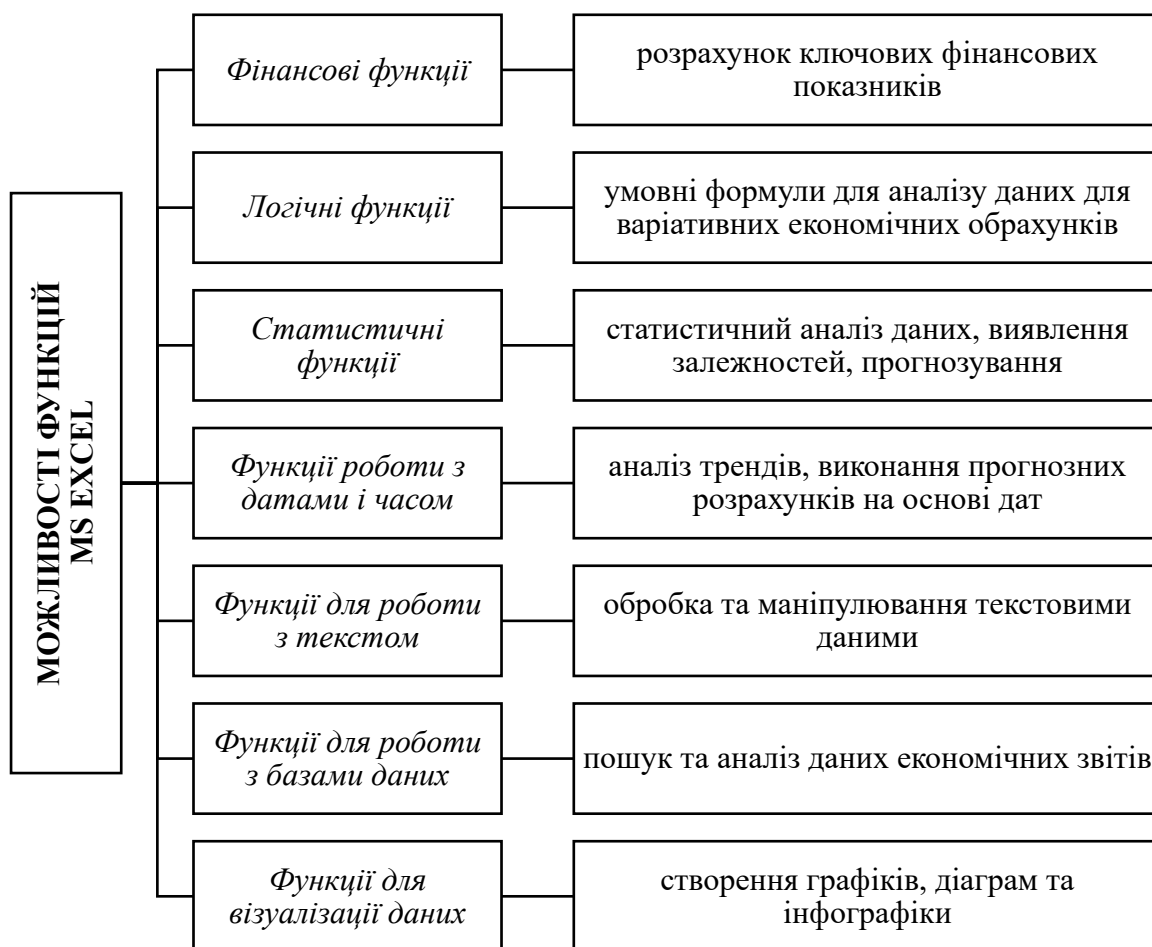 МОЖЛИВОСТІ ФУНКЦІЙ
MS EXCEL
Фінансові функції
розрахунок ключових фінансових
показників
Логічні функції
умовні формули для аналізу даних для
варіативних економічних обрахунків
Статистичні
функції
статистичний аналіз даних, виявлення
залежностей, прогнозування
Функції роботи з
датами і часом
аналіз трендів, виконання прогнозних
розрахунків на основі дат
Функції для роботи
з текстом
обробка та маніпулювання текстовими
даними
Функції для роботи
з базами даних
пошук та аналіз даних економічних звітів
Функції для
візуалізації даних
створення графіків, діаграм та
інфографіки